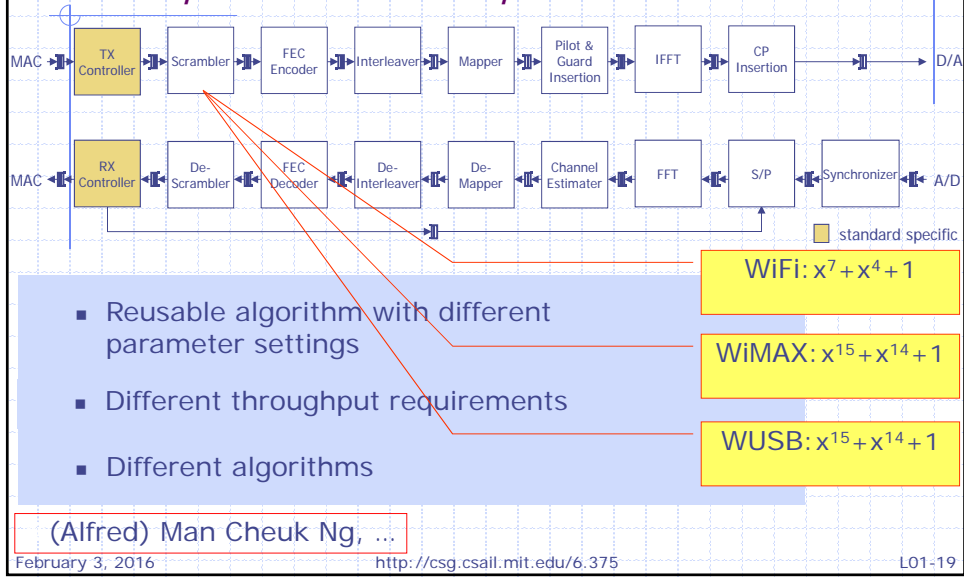 MAC
TX
Controller
Scrambler
FEC
Encoder
Interleaver
Mapper
Pilot &
Guard
Insertion
IFFT
CP
Insertion
D/A
MAC
RX
Controller
De-
Scrambler
FEC
Decoder
De-
Interleaver
De-
Mapper
Channel
Estimater
FFT
S/P
Synchronizer
A/D
standard specific
WiFi: x⁷+x⁴+1
▪ Reusable algorithm with different
parameter settings
WiMAX: x¹⁵+x¹⁴+1
▪ Different throughput requirements
WUSB: x¹⁵+x¹⁴+1
▪ Different algorithms
(Alfred) Man Cheuk Ng, …
February 3, 2016
http://csg.csail.mit.edu/6.375
L01-19